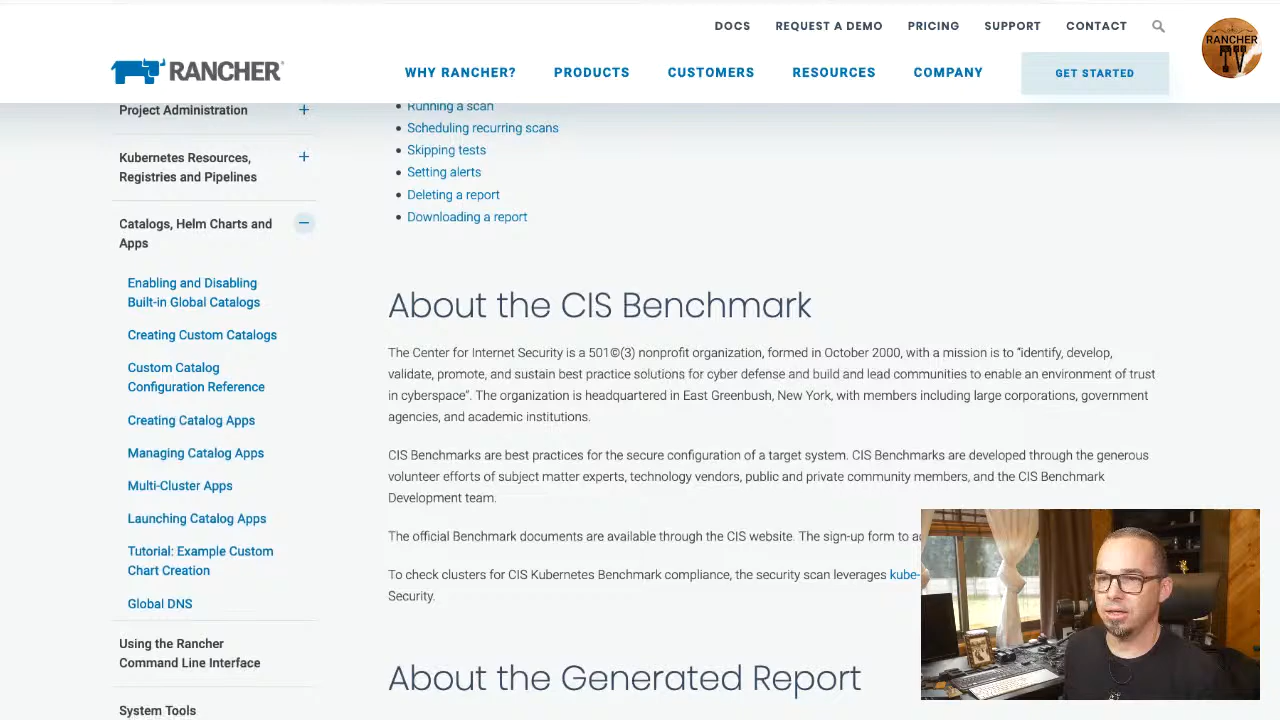 DOCS REQUEST A DEMO PRICING SUPPORT CONTACT
RANCHER
WHY RANCHER? PRODUCTS CUSTOMERS RESOURCES COMPANY GET STARTED
RANCHER
TV
Project Administration
Kubernetes Resources,
Registries and Pipelines
Catalogs, Helm Charts and
Apps
Enabling and Disabling
Built-in Global Catalogs
Creating Custom Catalogs
Custom Catalog
Configuration Reference
Creating Catalog Apps
Managing Catalog Apps
Multi-Cluster Apps
Launching Catalog Apps
Tutorial: Example Custom
Chart Creation
Global DNS
Using the Rancher
Command Line Interface
System Tools
Running a scan
Scheduling recurring scans
Skipping tests
Setting alerts
Deleting a report
Downloading a report
About the CIS Benchmark
The Center for Internet Security is a 501©(3) nonprofit organization, formed in October 2000, with a mission is to “identify, develop,
validate, promote, and sustain best practice solutions for cyber defense and build and lead communities to enable an environment of trust
in cyberspace”. The organization is headquartered in East Greenbush, New York, with members including large corporations, government
agencies, and academic institutions.
CIS Benchmarks are best practices for the secure configuration of a target system. CIS Benchmarks are developed through the generous
volunteer efforts of subject matter experts, technology vendors, public and private community members, and the CIS Benchmark
Development team.
The official Benchmark documents are available through the CIS website. The sign-up form to
To check clusters for CIS Kubernetes Benchmark compliance, the security scan leverages kube-
Security.
About the Generated Report